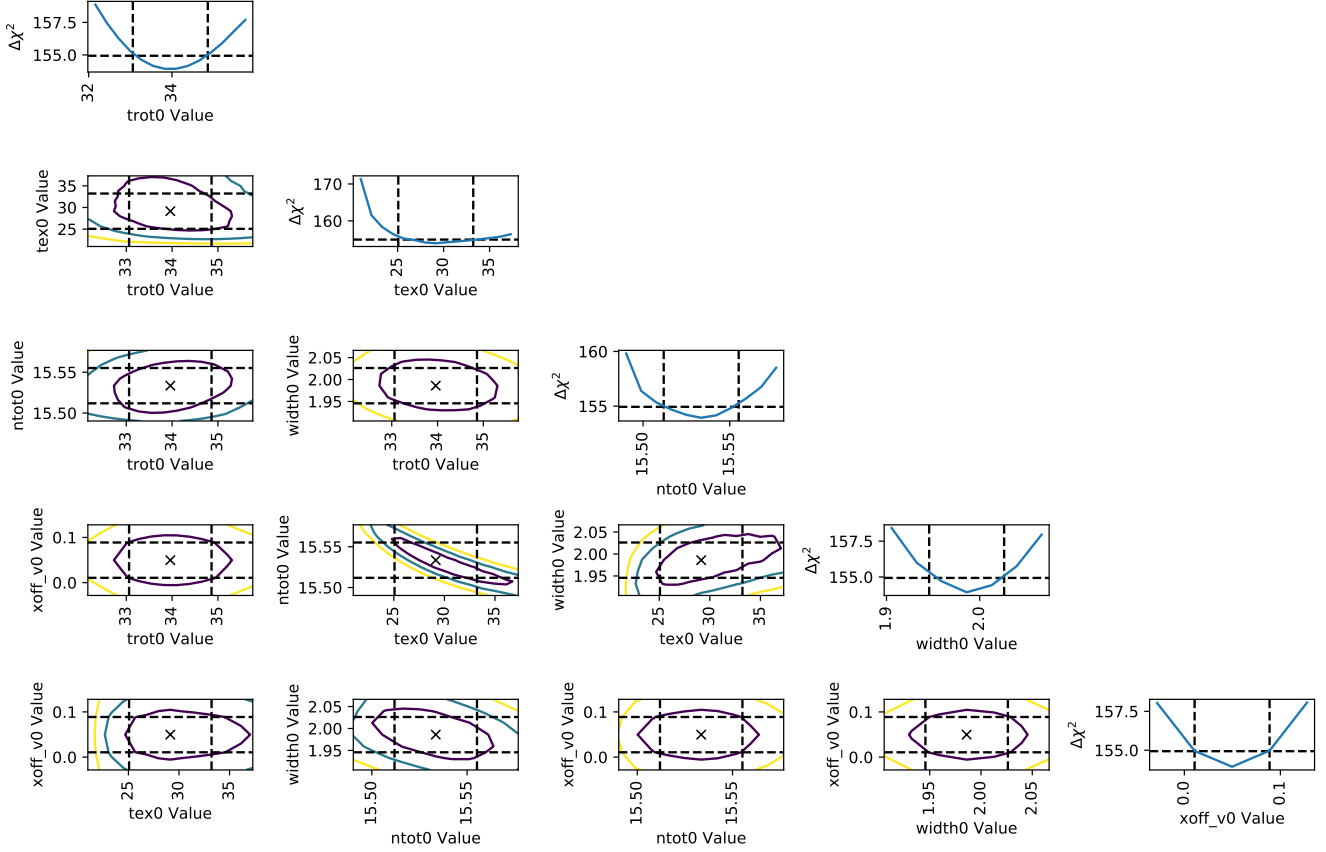 Δχ²
157.5
155.0
32
34
trot0 Value
tex0 Value
35
30
25
33
34
35
trot0 Value
Δχ²
170
160
25
30
35
tex0 Value
ntot0 Value
15.55
15.50
33
34
35
trot0 Value
width0 Value
2.05
2.00
1.95
33
34
35
trot0 Value
Δχ²
160
155
15.50
15.55
ntot0 Value
xoff_v0 Value
0.1
0.0
33
34
35
trot0 Value
ntot0 Value
15.55
15.50
25
30
35
tex0 Value
width0 Value
2.05
2.00
1.95
25
30
35
tex0 Value
Δχ²
157.5
155.0
1.9
2.0
width0 Value
xoff_v0 Value
0.1
0.0
25
30
35
tex0 Value
width0 Value
2.05
2.00
1.95
15.50
15.55
ntot0 Value
xoff_v0 Value
0.1
0.0
15.50
15.55
ntot0 Value
xoff_v0 Value
0.1
0.0
1.95
2.00
2.05
width0 Value
Δχ²
157.5
155.0
0.0
0.1
xoff_v0 Value